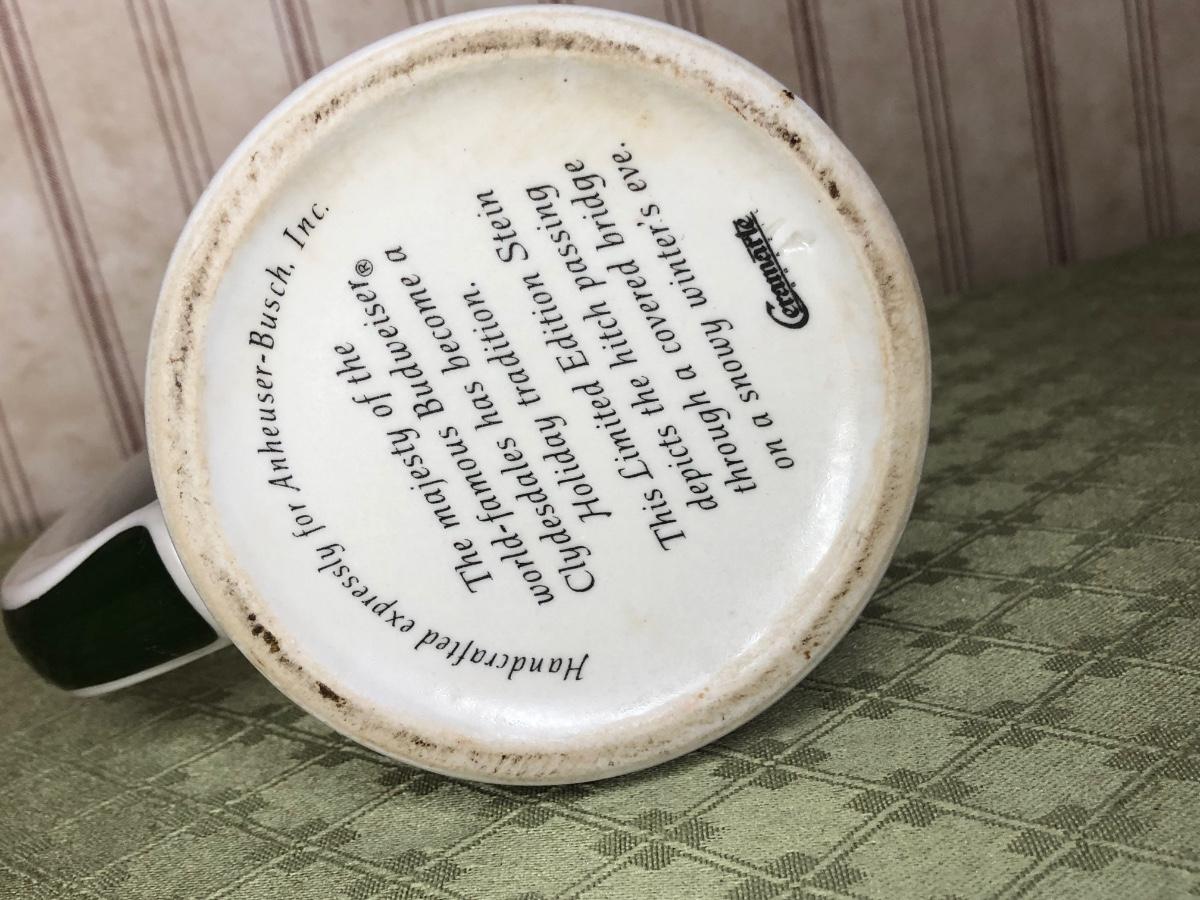 Handcrafted expressly for Anheuser-Busch, Inc.
The majesty of the
world-famous Budweiser®
Clydesdales has become a
Holiday tradition.
This Limited Edition Stein
depicts the hitch passing
through a covered bridge
on a snowy winter's eve.
Ceramarte